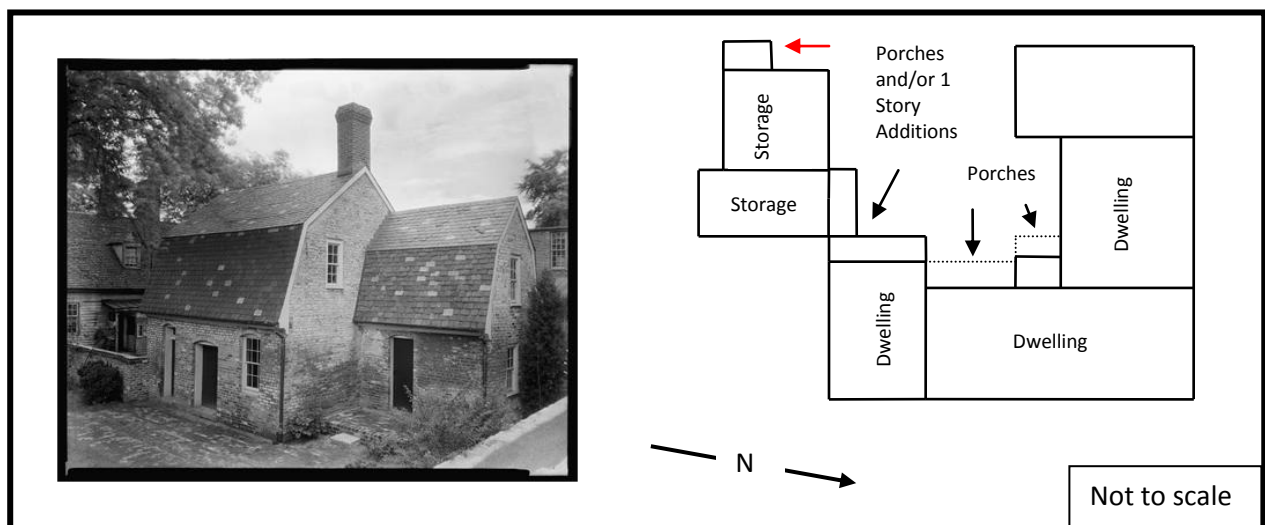 Porches
and/or 1
Story
Additions
Storage
Porches
Storage
Dwelling
Dwelling
Dwelling
N
Not to scale